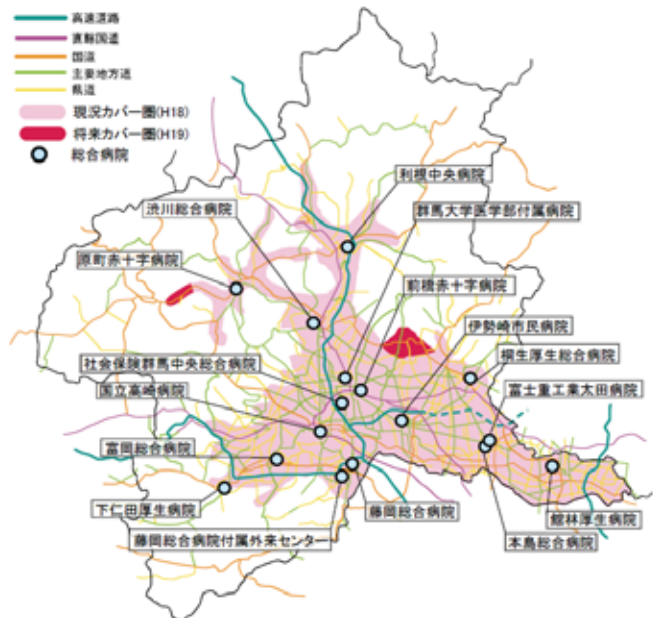 高速道路
直轄国道
国道
主要地方道
県道
現況カバー圏(H18)
将来カバー圏(H19)
総合病院
利根中央病院
渋川総合病院
群馬大学医学部付属病院
原町赤十字病院
前橋赤十字病院
伊勢崎市民病院
社会保険群馬中央総合病院
桐生厚生総合病院
国立高崎病院
富士重工業太田病院
富岡総合病院
下仁田厚生病院
藤岡総合病院
館林厚生病院
藤岡総合病院付属外来センター
本島総合病院